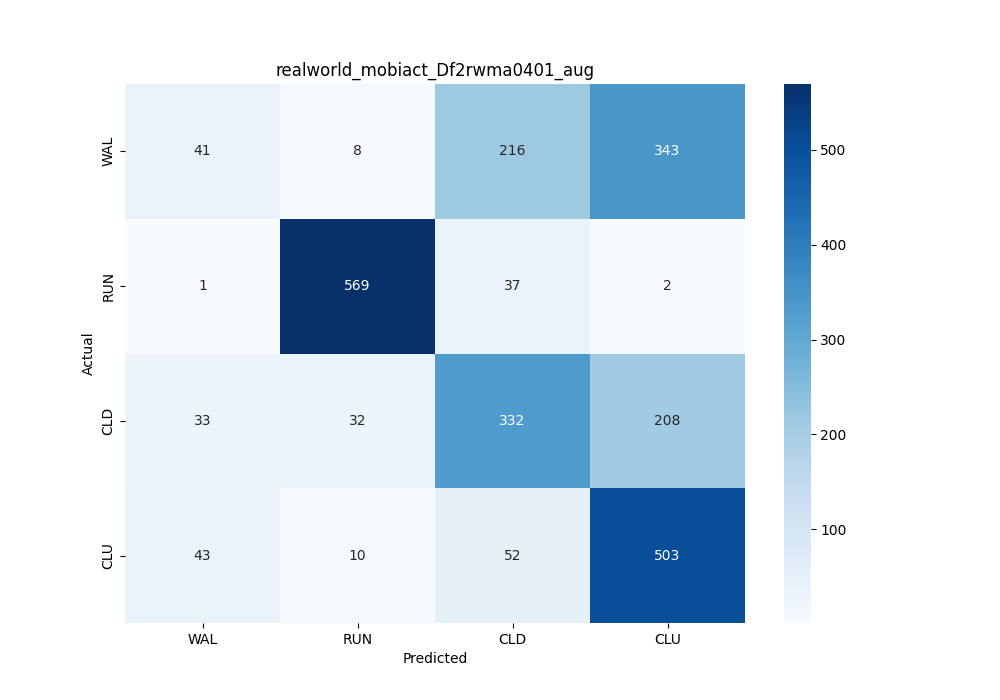 realworld_mobiact_Df2rwma0401_aug
WAL 41 8 216 343
RUN 1 569 37 2
CLD 33 32 332 208
CLU 43 10 52 503
WAL RUN CLD CLU
Predicted
Actual
500
400
300
200
100